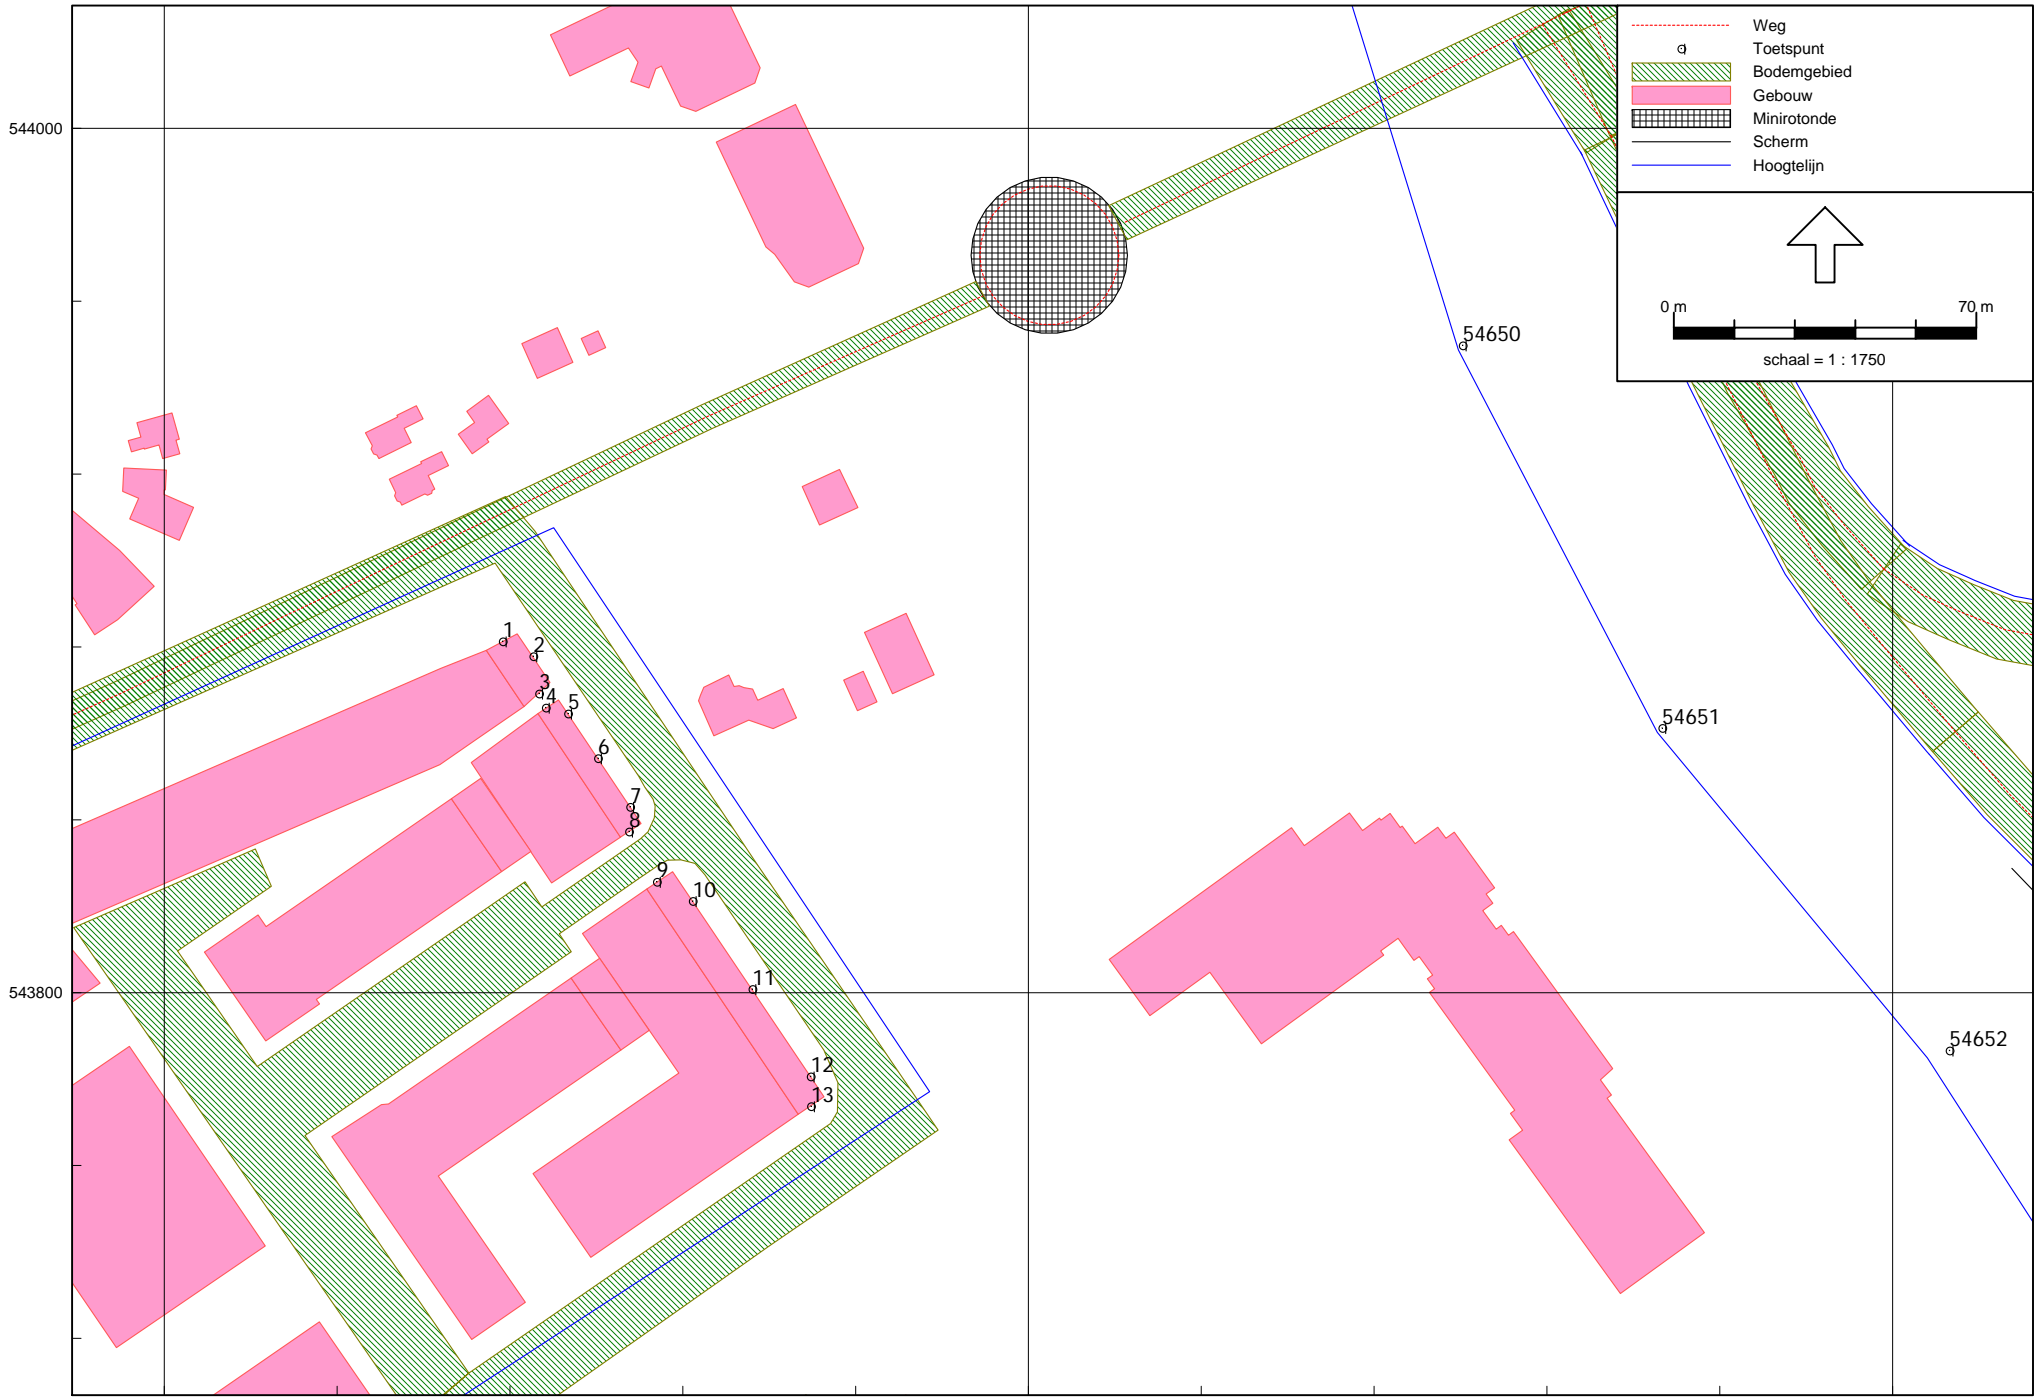 Weg
Toetspunt
Bodemgebied
Gebouw
Minirotonde
Scherm
Hoogtelijn
0 m 70 m
schaal = 1 : 1750
544000
54650
1
2
3
4
5
54651
6
7
8
9
10
543800
11
54652
12
13